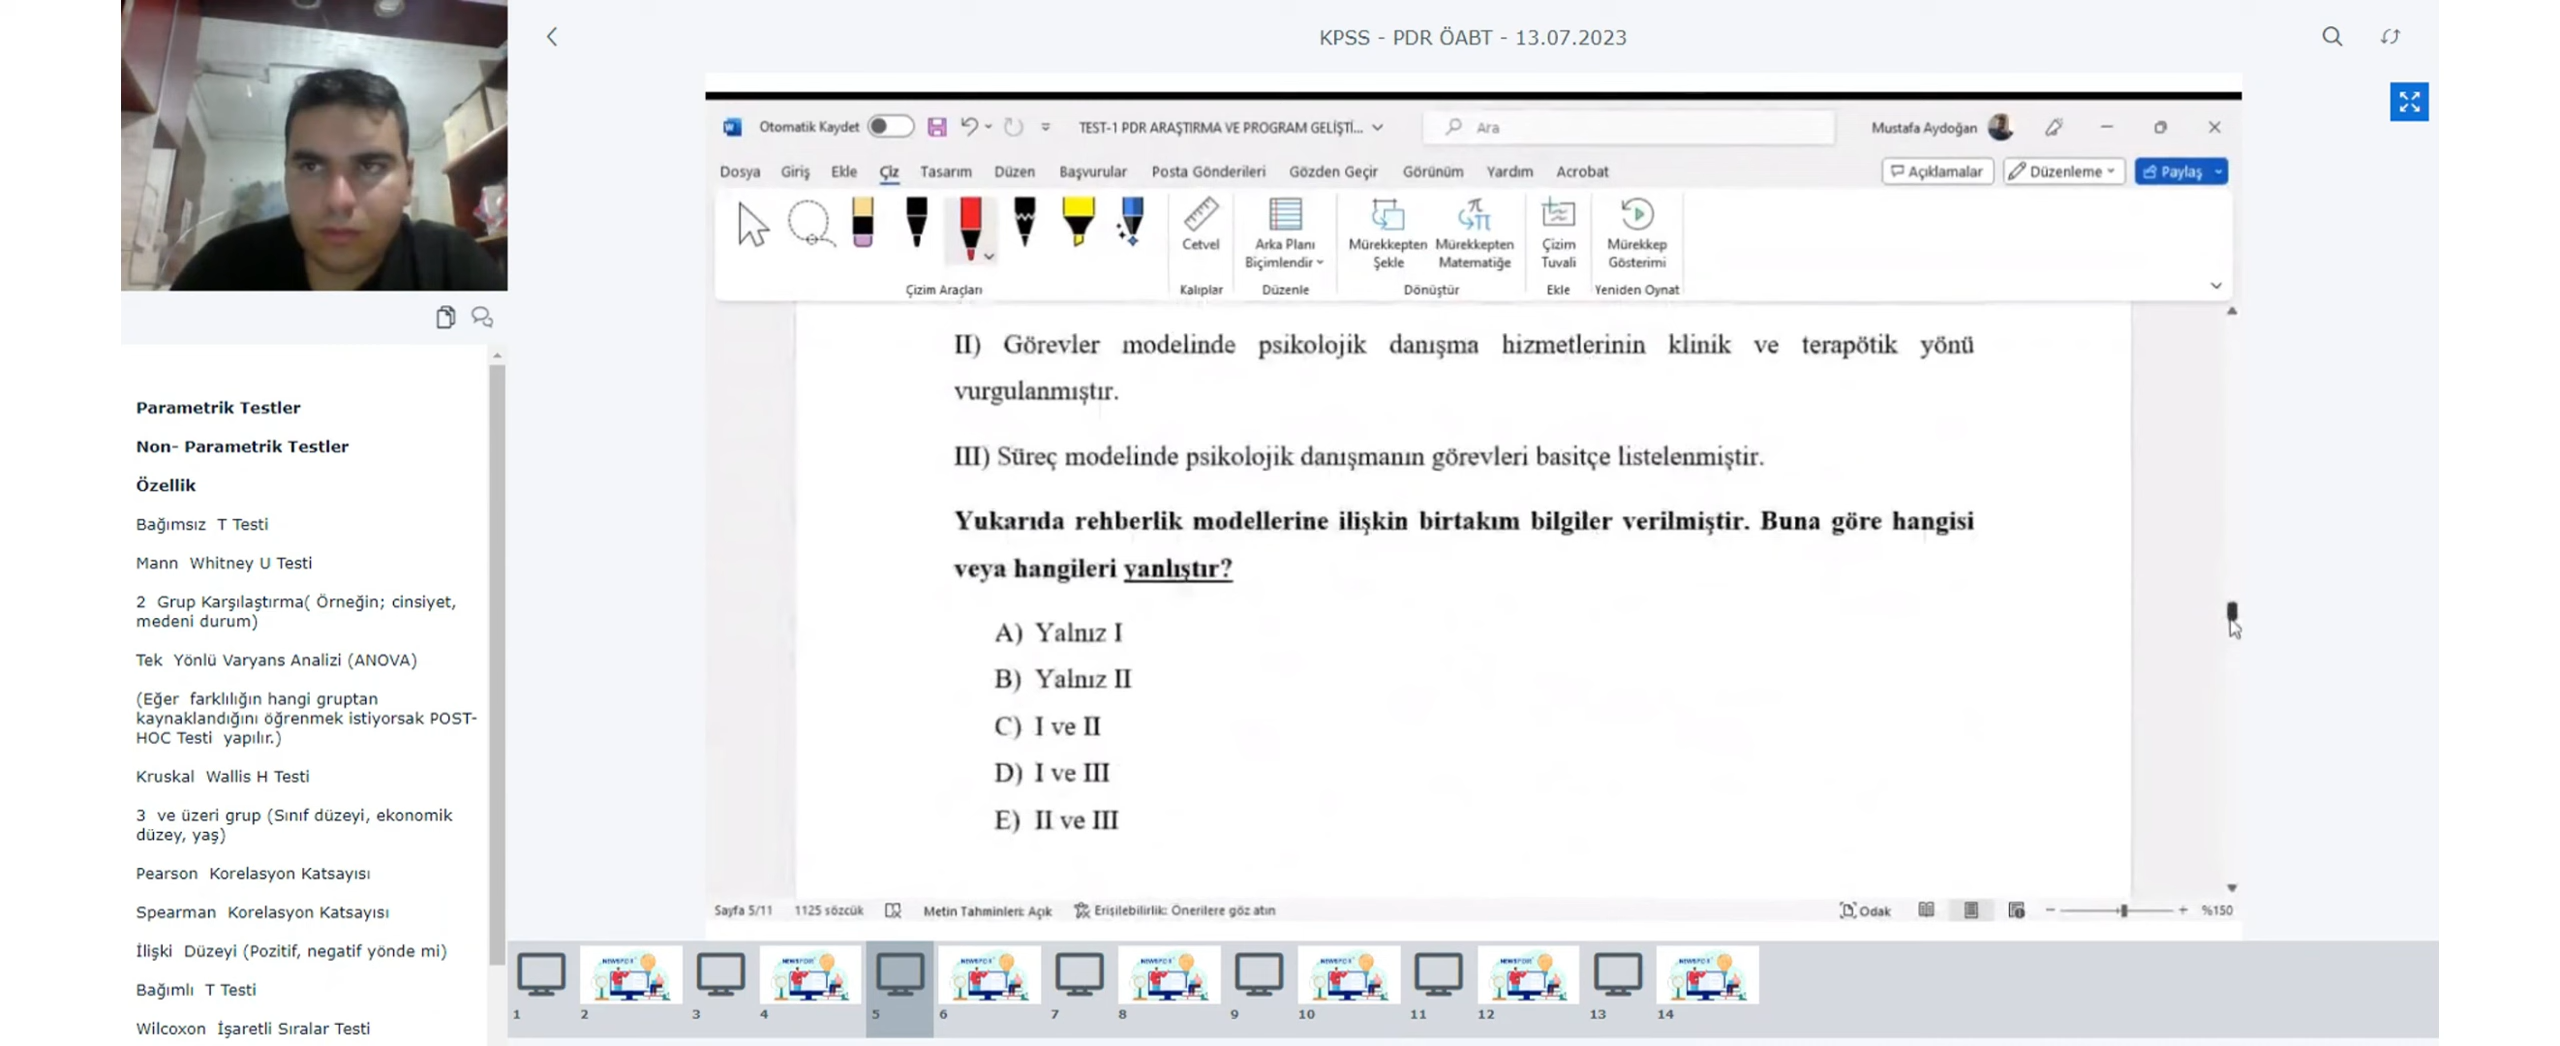 KPSS - PDR ÖABT - 13.07.2023
Otomatik Kaydet
TEST-1 PDR ARAŞTIRMA VE PROGRAM GELİŞTİ...
Ara
Mustafa Aydoğan
Dosya Giriş Ekle Çiz Tasarım Düzen Başvurular Posta Gönderileri Gözden Geçir Görünüm Yardım Acrobat
Açıklamalar
Düzenleme
Paylaş
Cetvel
Arka Planı
Biçimlendir
Mürekkepten
Şekle
Mürekkepten
Matematiğe
Çizim
Tuvali
Mürekkep
Gösterimi
Çizim Araçları
Kalıplar
Düzenle
Dönüştür
Ekle
Yeniden Oynat
II) Görevler modelinde psikolojik danışma hizmetlerinin klinik ve terapötik yönü
vurgulanmıştır.
III) Süreç modelinde psikolojik danışmanın görevleri basitçe listelenmiştir.
Yukarıda rehberlik modellerine ilişkin birtakım bilgiler verilmiştir. Buna göre hangisi
veya hangileri yanlıştır?
A) Yalnız I
B) Yalnız II
C) I ve II
D) I ve III
E) II ve III
Sayfa 5/11
1125 sözcük
Metin Tahminleri: Açık
Erişilebilirlik: Önerilere göz atın
Odak
%150
Parametrik Testler
Non- Parametrik Testler
Özellik
Bağımsız T Testi
Mann Whitney U Testi
2 Grup Karşılaştırma( Örneğin; cinsiyet,
medeni durum)
Tek Yönlü Varyans Analizi (ANOVA)
(Eğer farklılığın hangi gruptan
kaynaklandığını öğrenmek istiyorsak POST-
HOC Testi yapılır.)
Kruskal Wallis H Testi
3 ve üzeri grup (Sınıf düzeyi, ekonomik
düzey, yaş)
Pearson Korelasyon Katsayısı
Spearman Korelasyon Katsayısı
İlişki Düzeyi (Pozitif, negatif yönde mi)
Bağımlı T Testi
Wilcoxon İşaretli Sıralar Testi
1 2 3 4 5 6 7 8 9 10 11 12 13 14